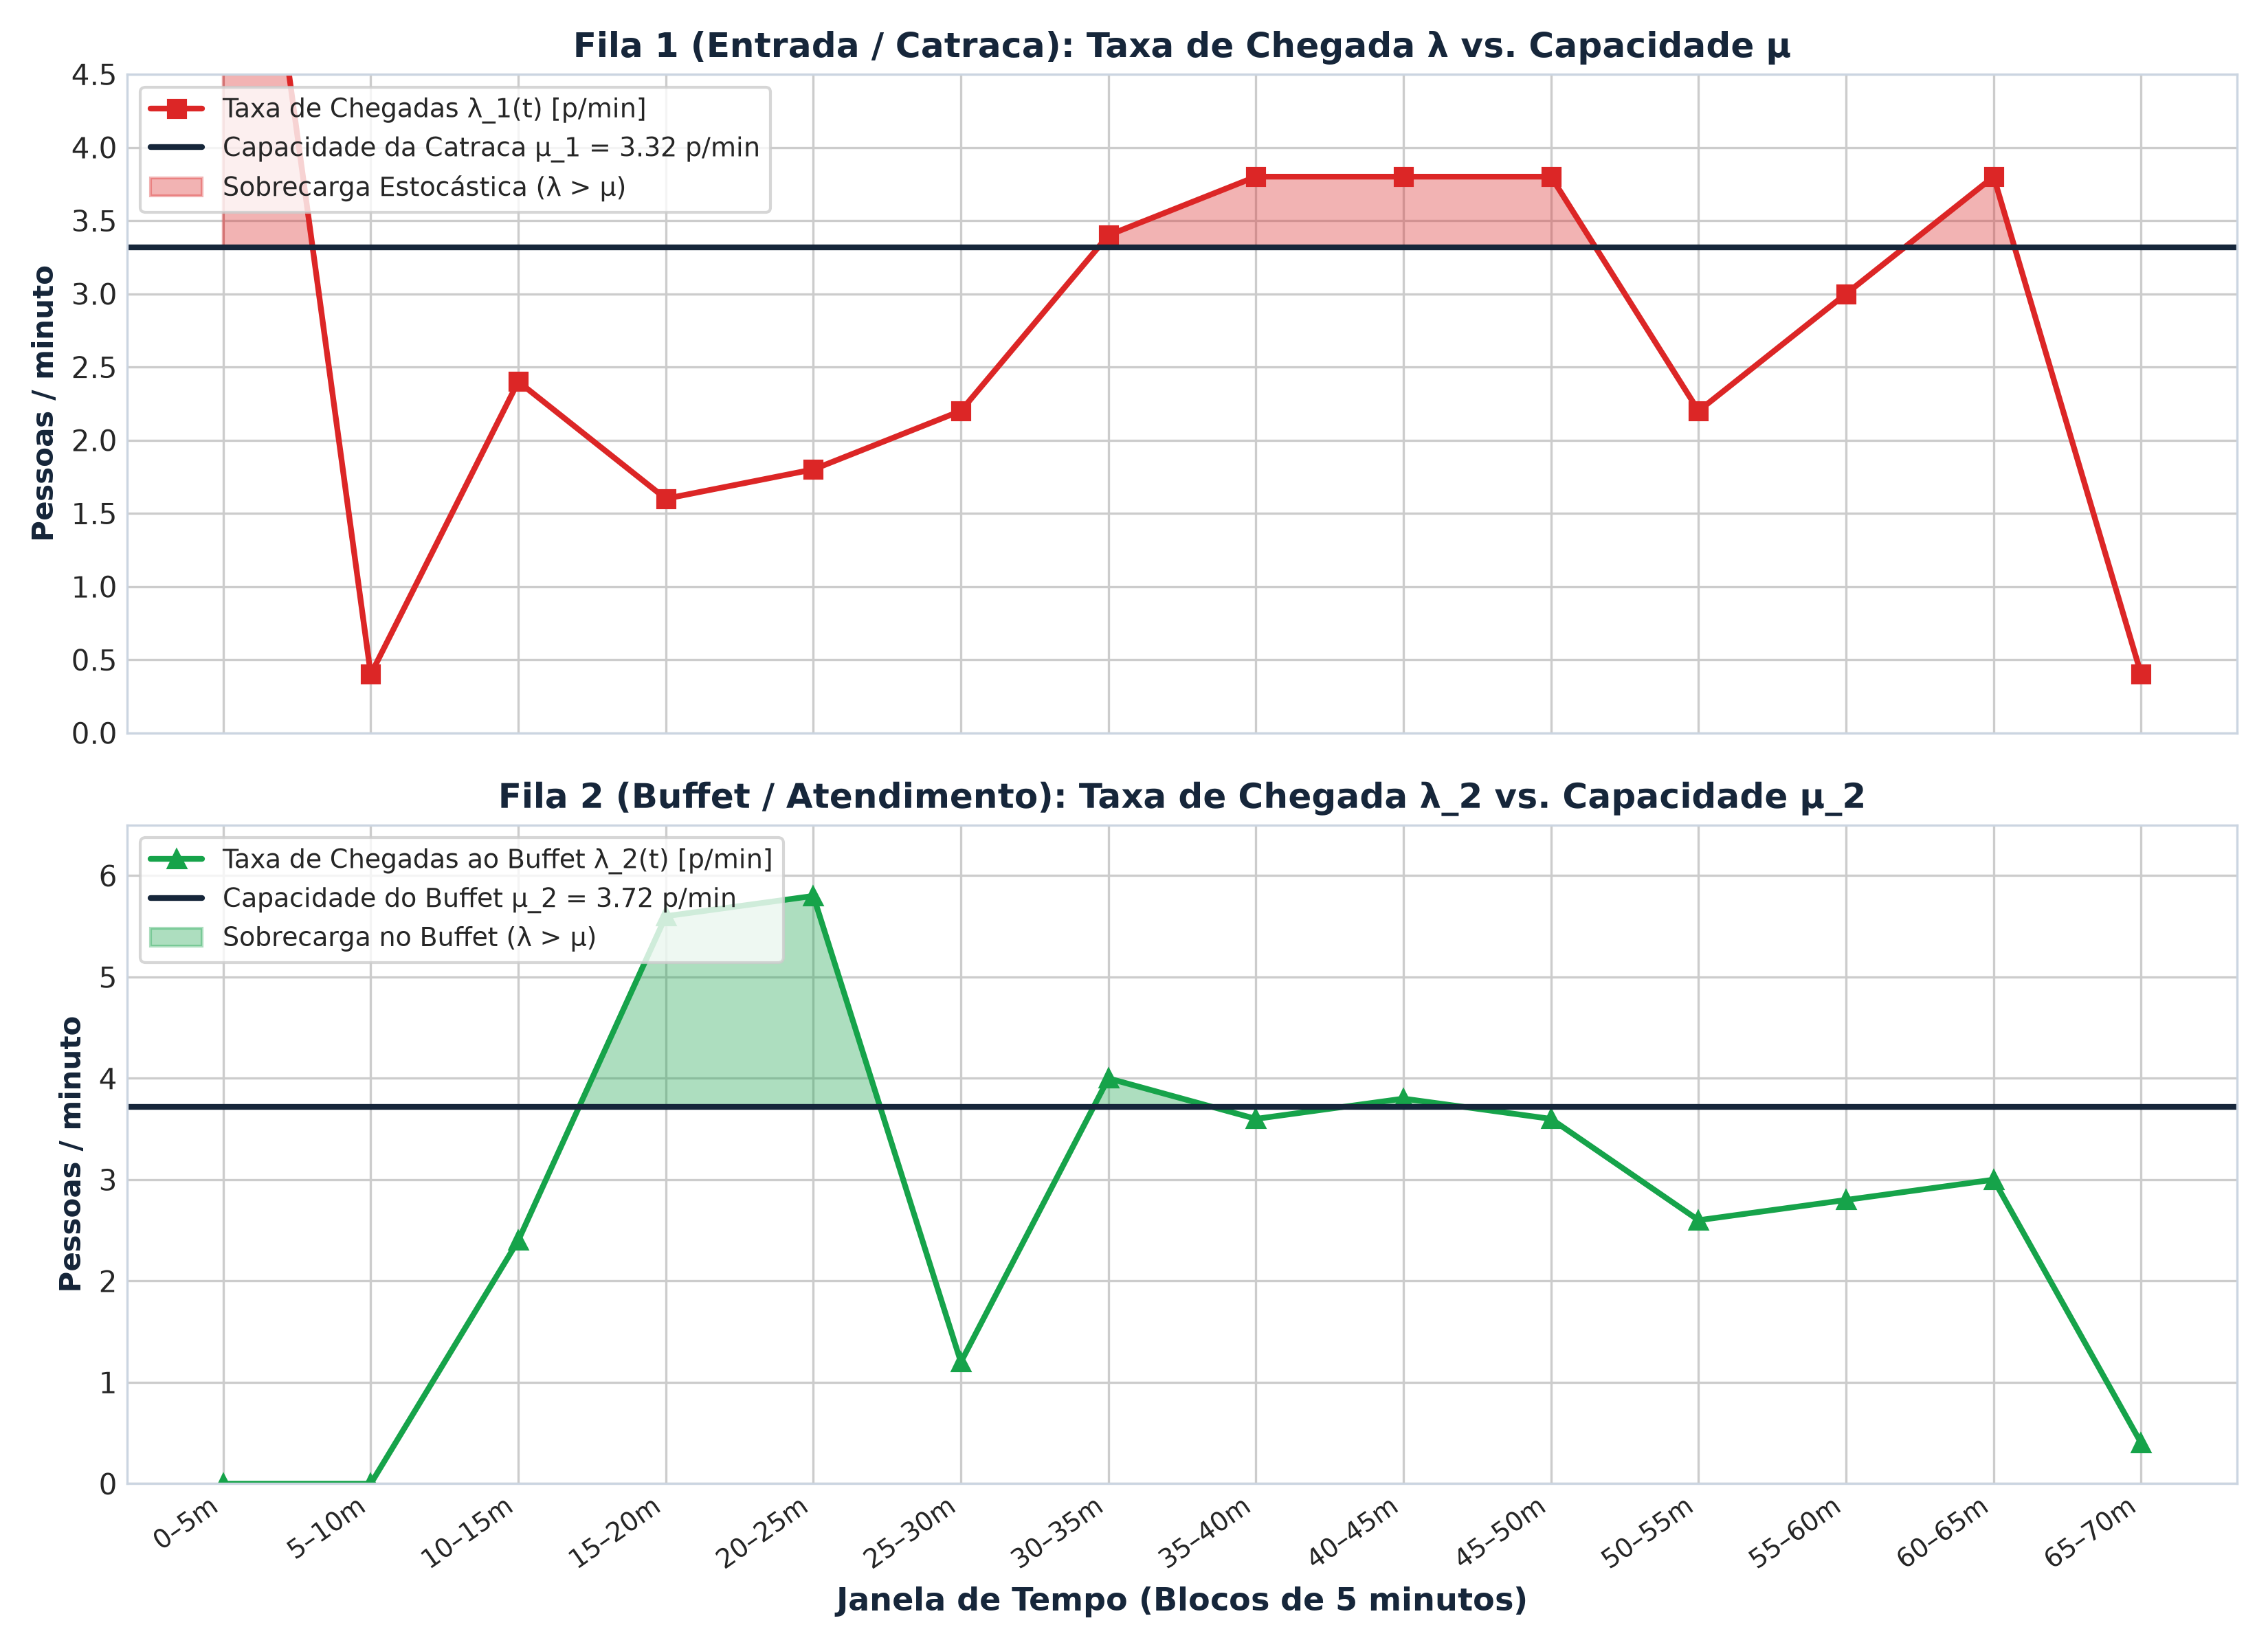 Fila 1 (Entrada / Catraca): Taxa de Chegada λ vs. Capacidade μ
4.5
4.0
3.5
3.0
2.5
2.0
1.5
1.0
0.5
0.0
Pessoas / minuto
Taxa de Chegadas λ_1(t) [p/min]
Capacidade da Catraca μ_1 = 3.32 p/min
Sobrecarga Estocástica (λ > μ)
Fila 2 (Buffet / Atendimento): Taxa de Chegada λ_2 vs. Capacidade μ_2
6
5
4
3
2
1
0
Pessoas / minuto
Taxa de Chegadas ao Buffet λ_2(t) [p/min]
Capacidade do Buffet μ_2 = 3.72 p/min
Sobrecarga no Buffet (λ > μ)
0–5m
5–10m
10–15m
15–20m
20–25m
25–30m
30–35m
35–40m
40–45m
45–50m
50–55m
55–60m
60–65m
65–70m
Janela de Tempo (Blocos de 5 minutos)